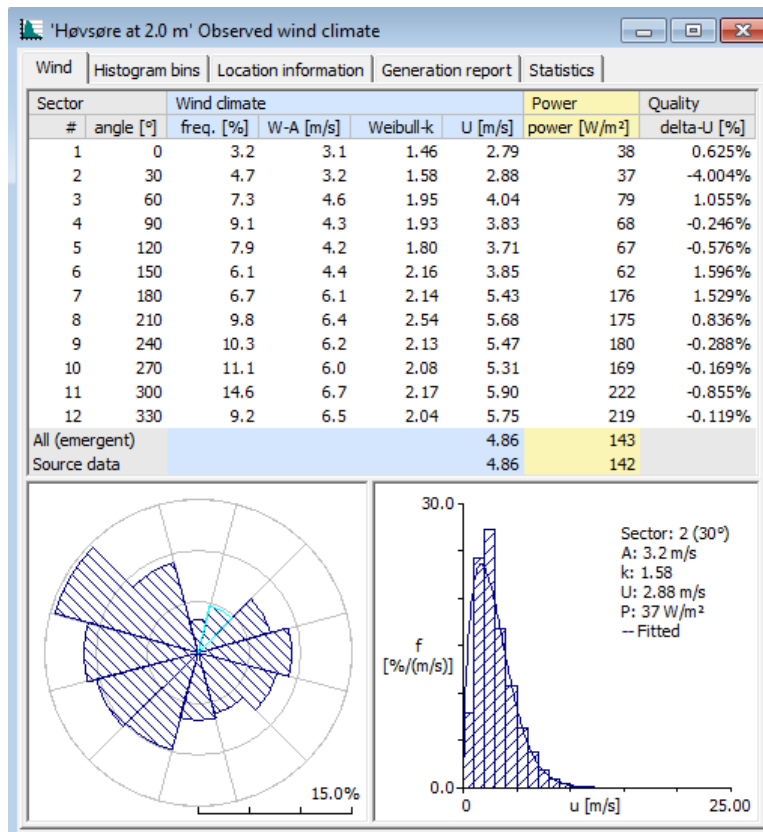 'Høvsøre at 2.0 m' Observed wind climate
Wind Histogram bins Location information Generation report Statistics
Sector Wind climate Power Quality
# angle [°] freq. [%] W-A [m/s] Weibull-k U [m/s] power [W/m²] delta-U [%]
1 0 3.2 3.1 1.46 2.79 38 0.625%
2 30 4.7 3.2 1.58 2.88 37 -4.004%
3 60 7.3 4.6 1.95 4.04 79 1.055%
4 90 9.1 4.3 1.93 3.83 68 -0.246%
5 120 7.9 4.2 1.80 3.71 67 -0.576%
6 150 6.1 4.4 2.16 3.85 62 1.596%
7 180 6.7 6.1 2.14 5.43 176 1.529%
8 210 9.8 6.4 2.54 5.68 175 0.836%
9 240 10.3 6.2 2.13 5.47 180 -0.288%
10 270 11.1 6.0 2.08 5.31 169 -0.169%
11 300 14.6 6.7 2.17 5.90 222 -0.855%
12 330 9.2 6.5 2.04 5.75 219 -0.119%
All (emergent) 4.86 143
Source data 4.86 142
15.0%
30.0
Sector: 2 (30°)
A: 3.2 m/s
k: 1.58
U: 2.88 m/s
P: 37 W/m²
-- Fitted
f
[%/(m/s)]
0.0
0 u [m/s] 25.00